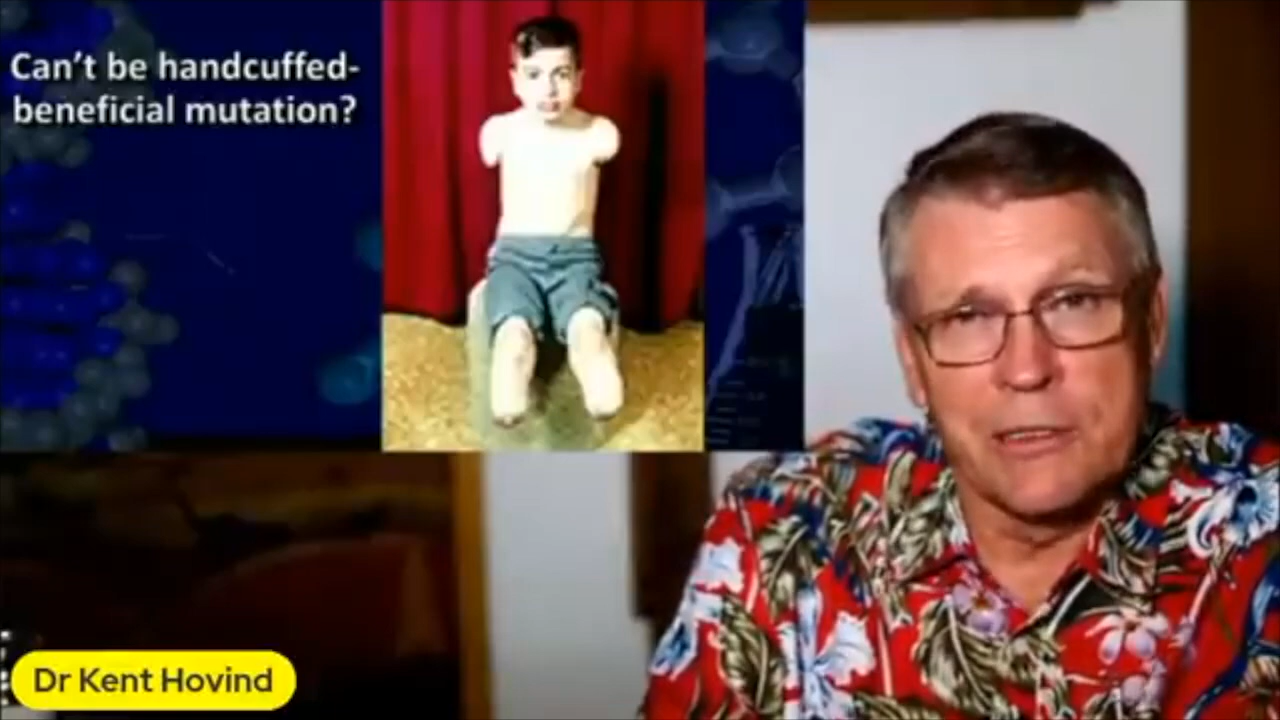 Can't be handcuffed-
beneficial mutation?
Dr Kent Hovind